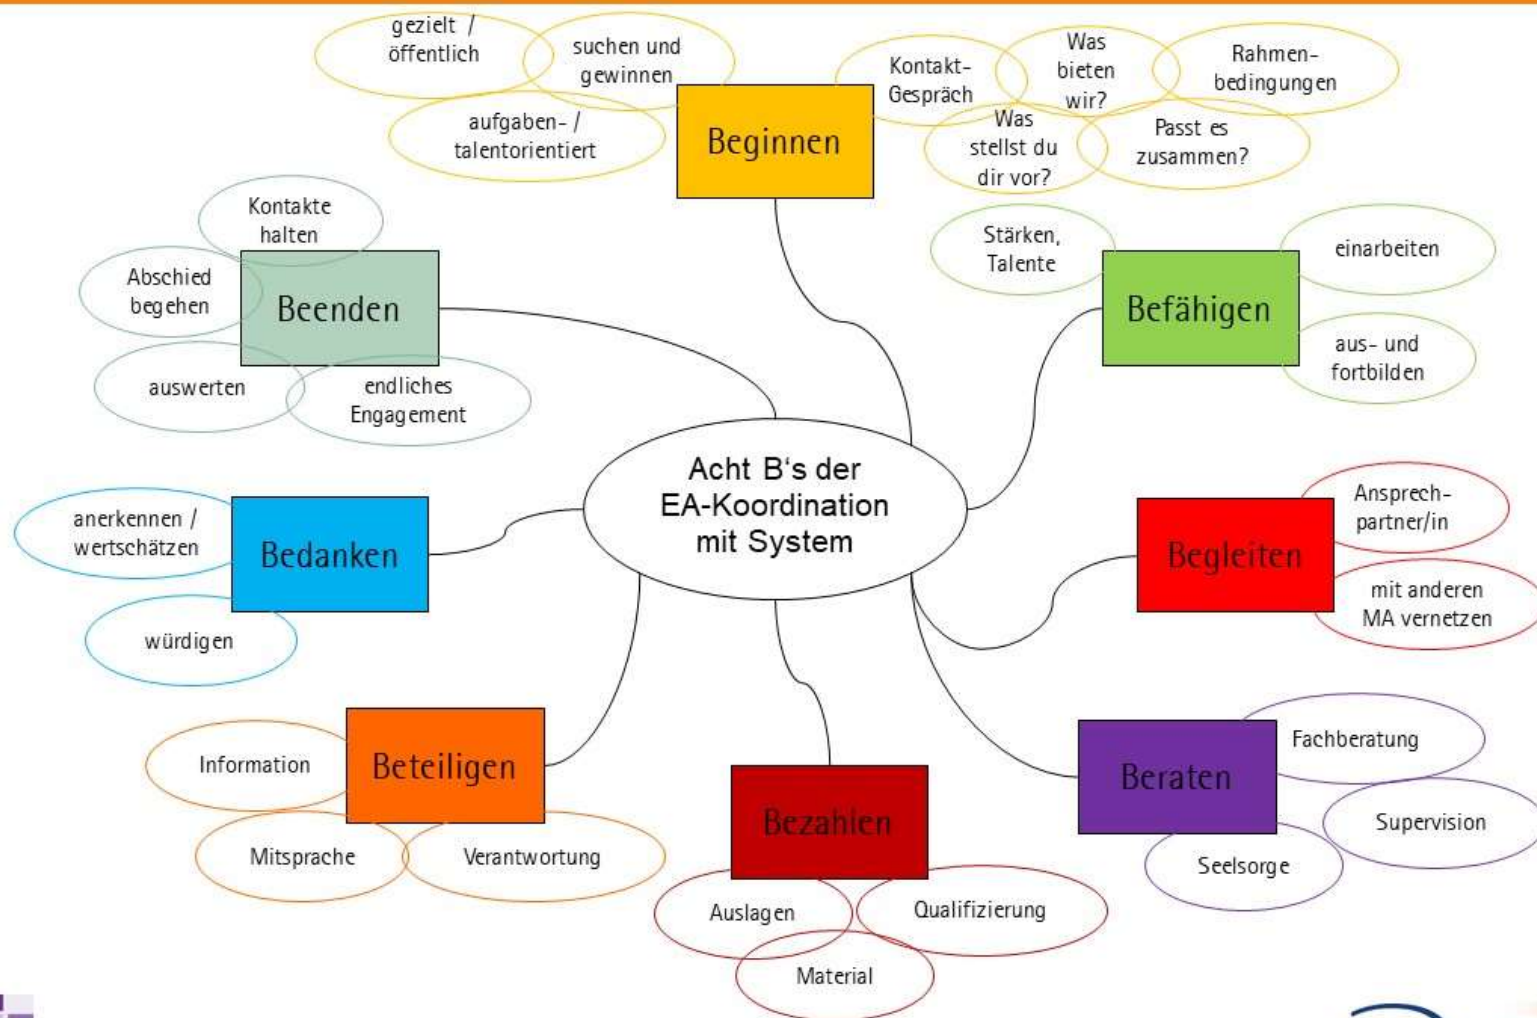 gezielt /
öffentlich
suchen und
gewinnen
aufgaben- /
talentorientiert
Beginnen
Kontakt-
Gespräch
Was
bieten
wir?
Rahmen-
bedingungen
Was
stellst du
dir vor?
Passt es
zusammen?
Kontakte
halten
Abschied
begehen
Beenden
auswerten
endliches
Engagement
Stärken,
Talente
Befähigen
einarbeiten
aus- und
fortbilden
Acht B‘s der
EA-Koordination
mit System
anerkennen /
wertschätzen
Bedanken
würdigen
Begleiten
Ansprech-
partner/in
mit anderen
MA vernetzen
Information
Beteiligen
Mitsprache
Verantwortung
Bezahlen
Auslagen
Qualifizierung
Material
Beraten
Fachberatung
Supervision
Seelsorge